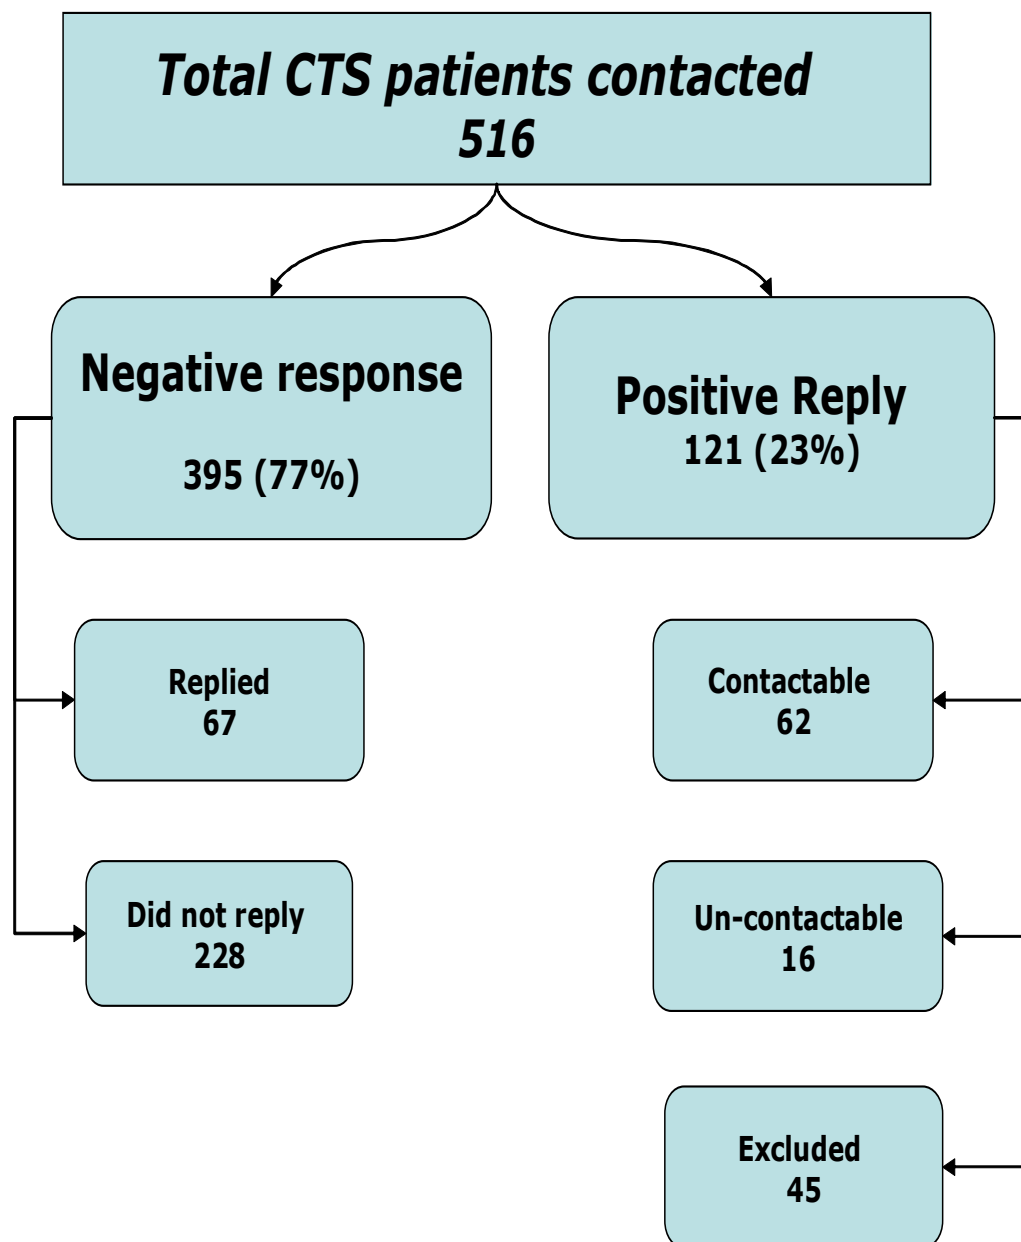 Total CTS patients contacted
516
Negative response
395 (77%)
Positive Reply
121 (23%)
Replied
67
Contactable
62
Did not reply
228
Un-contactable
16
Excluded
45